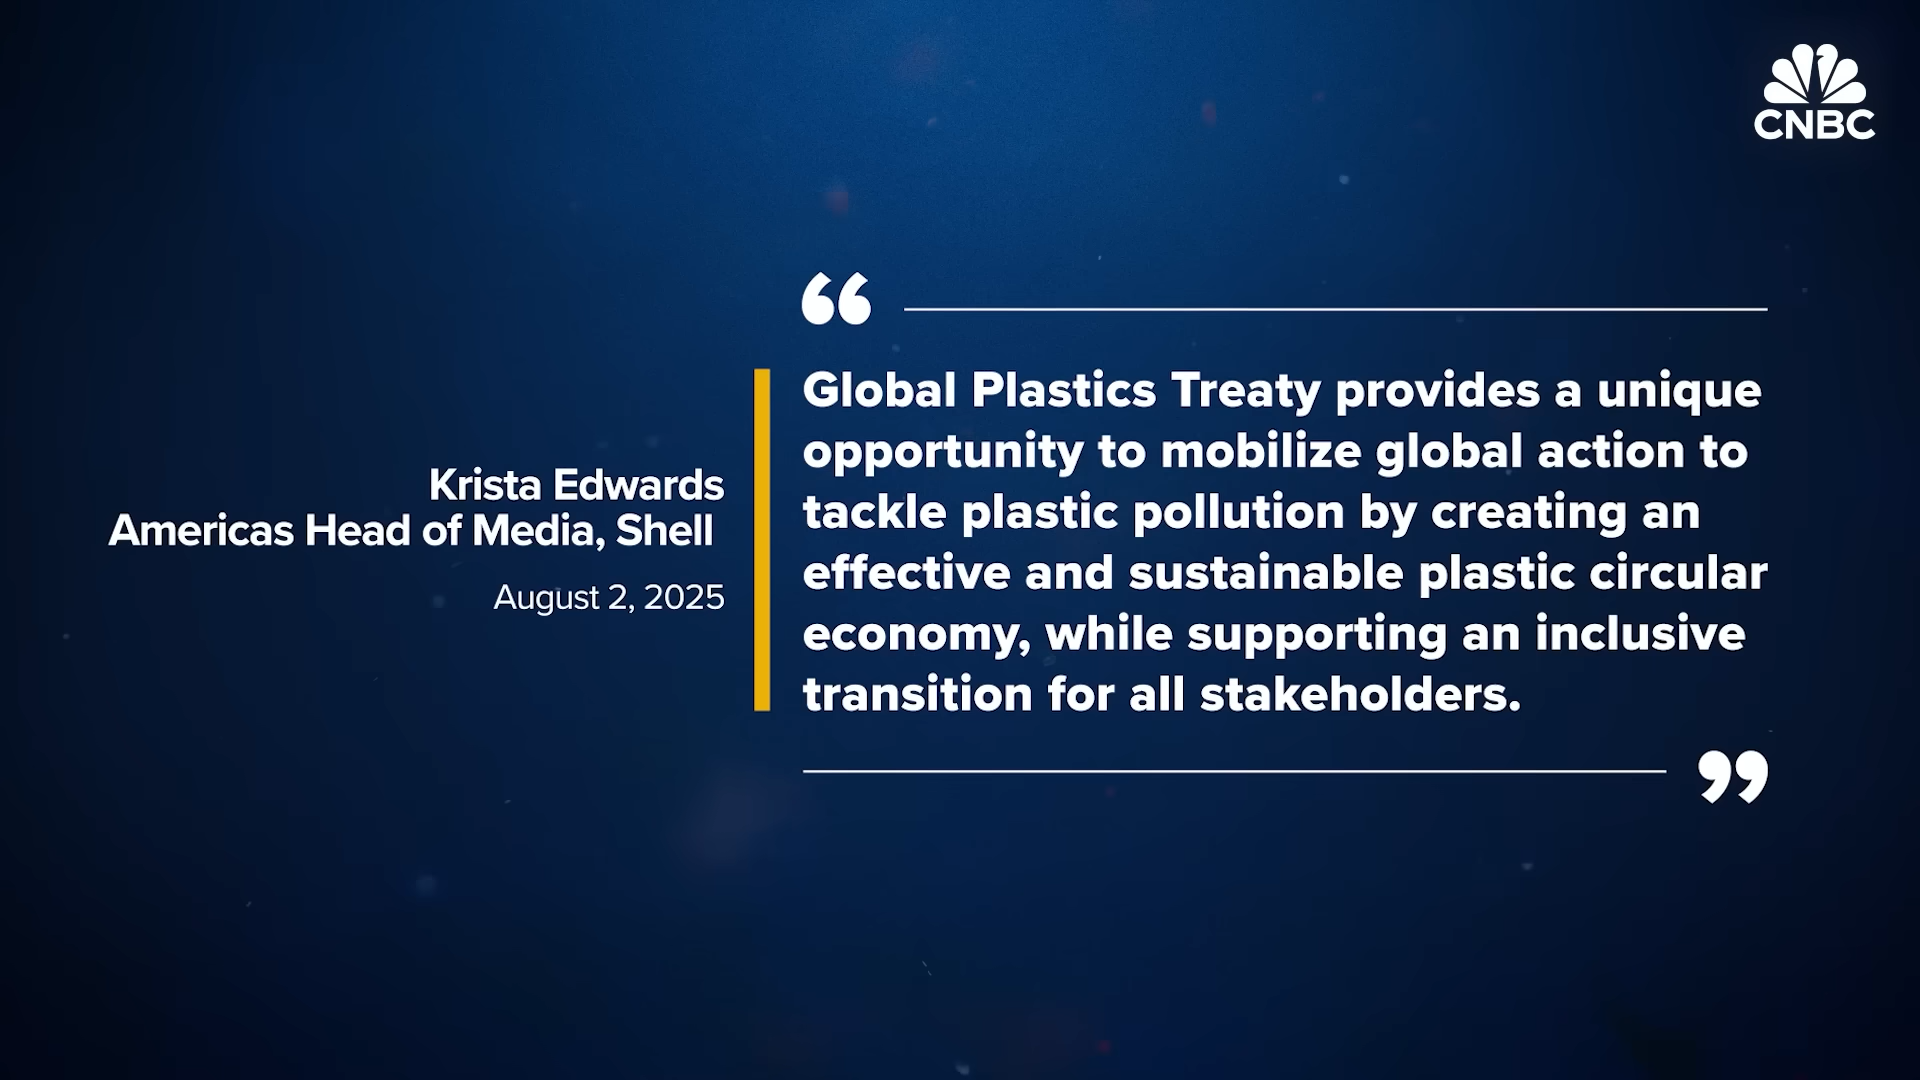 CNBC
“
Krista Edwards
Americas Head of Media, Shell
August 2, 2025
Global Plastics Treaty provides a unique
opportunity to mobilize global action to
tackle plastic pollution by creating an
effective and sustainable plastic circular
economy, while supporting an inclusive
transition for all stakeholders.
”